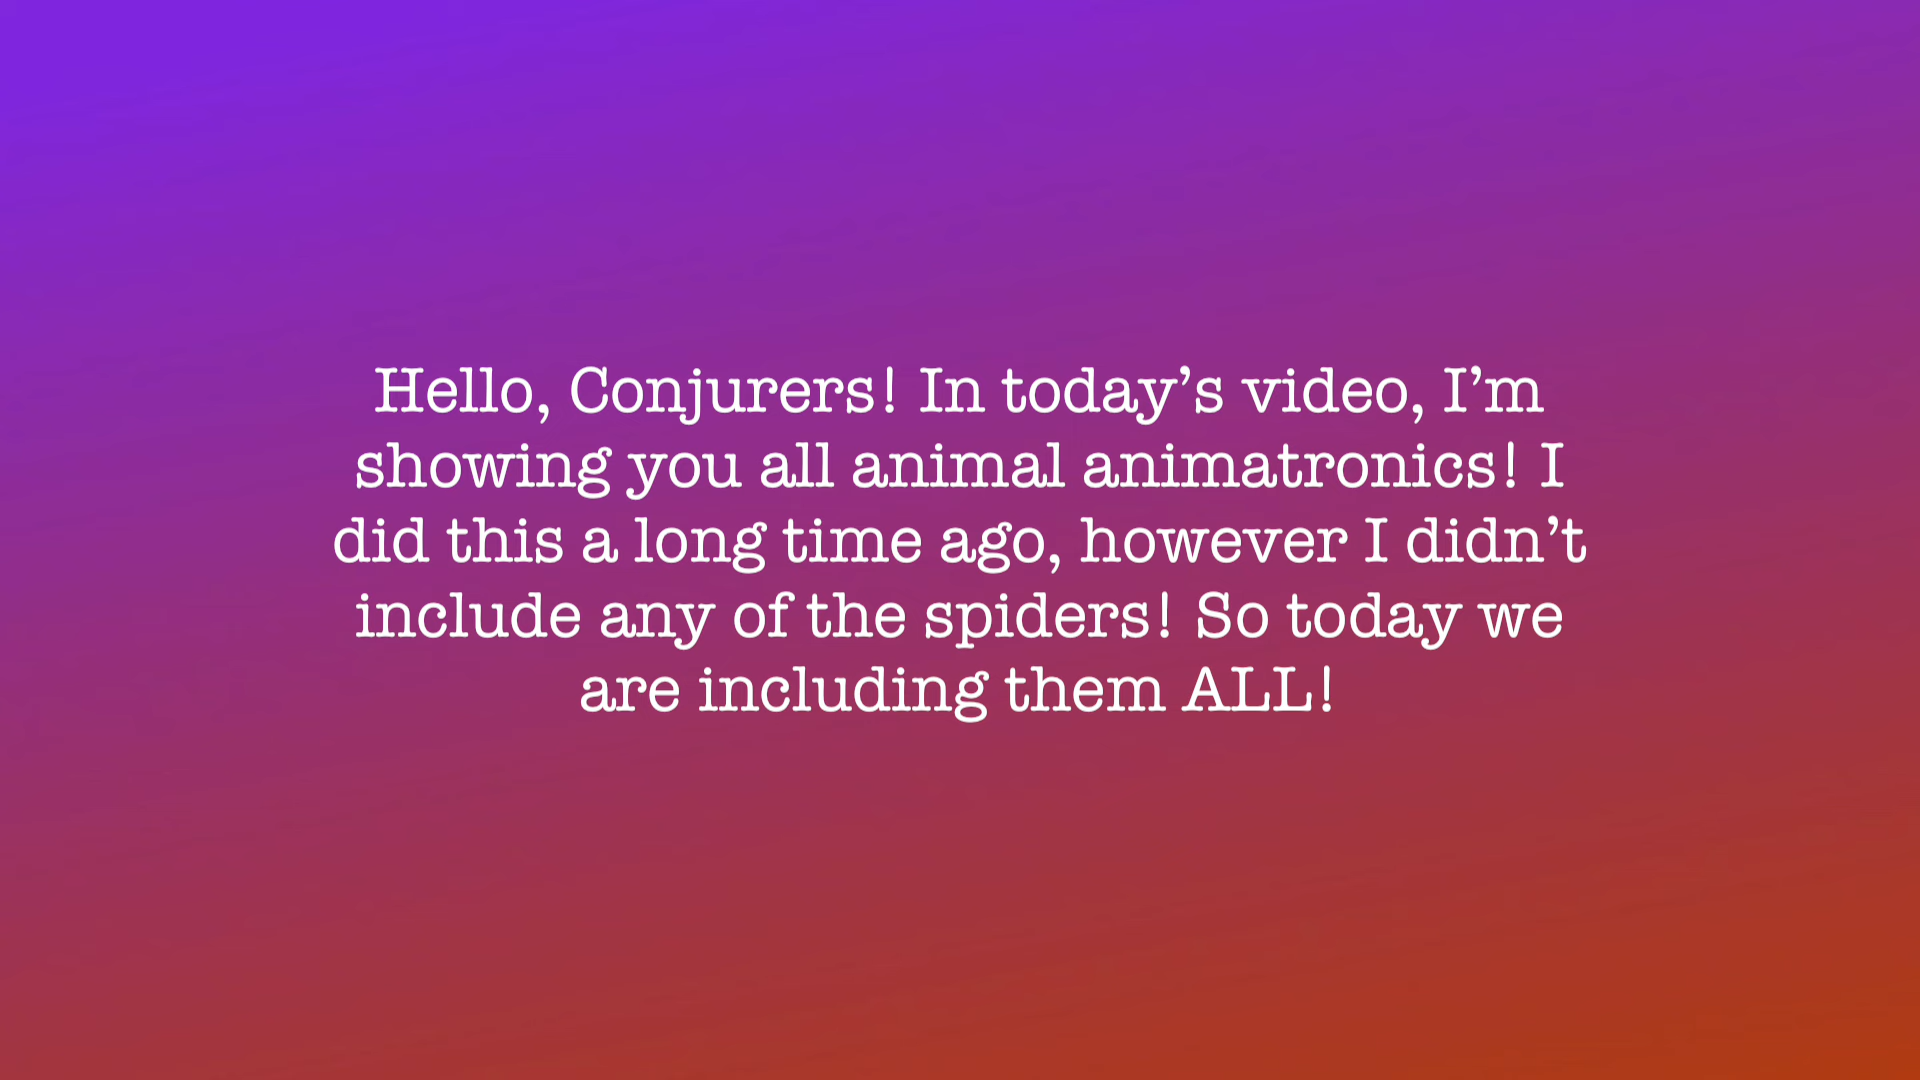 Hello, Conjurers! In today’s video, I’m
showing you all animal animatronics! I
did this a long time ago, however I didn’t
include any of the spiders! So today we
are including them ALL!